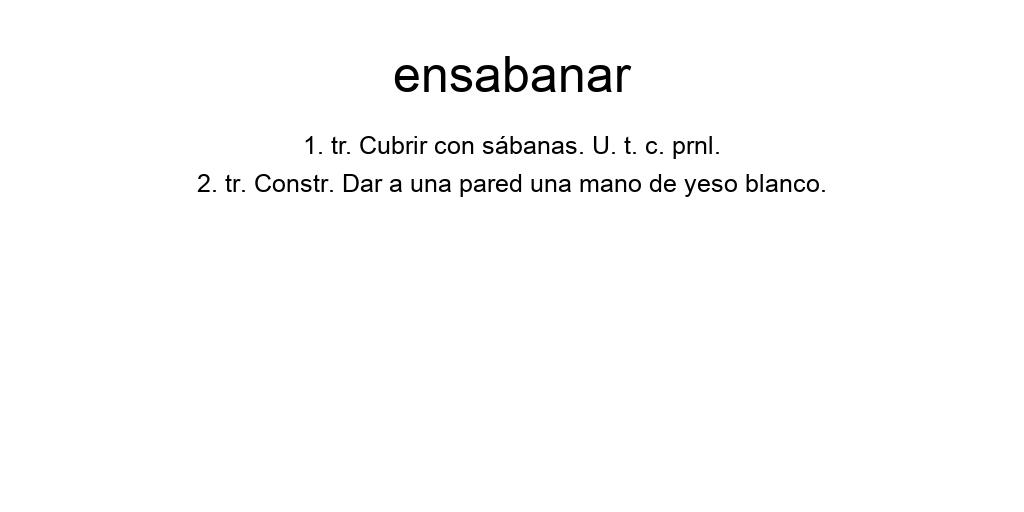 ensabanar
1. tr. Cubrir con sábanas. U. t. c. prnl.
2. tr. Constr. Dar a una pared una mano de yeso blanco.